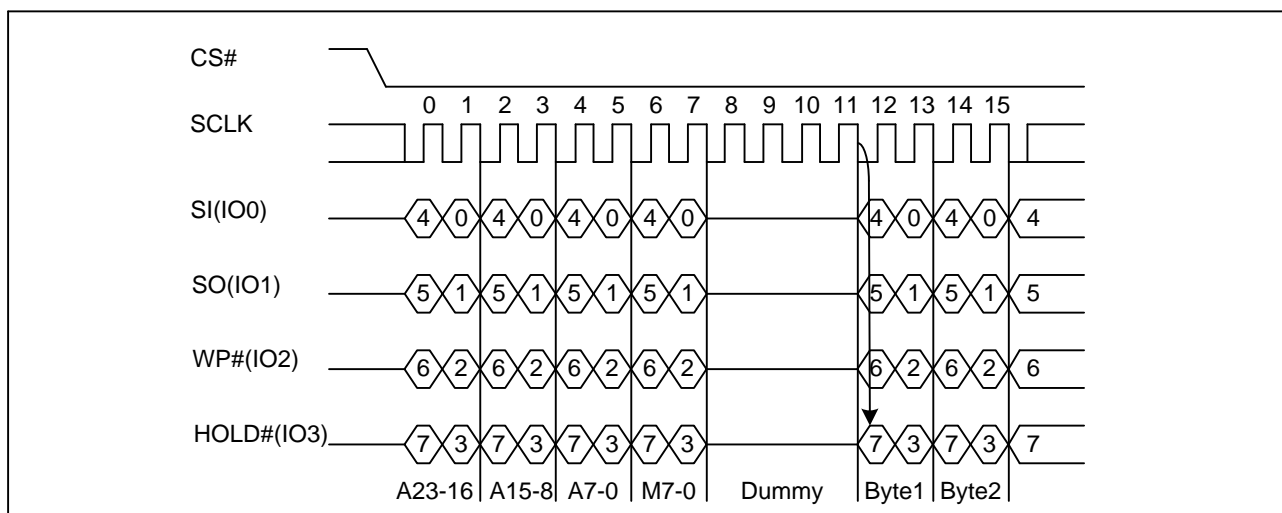 CS#
0 1 2 3 4 5 6 7 8 9 10 11 12 13 14 15
SCLK
SI(IO0) 4 0 4 0 4 0 4 0 4 0 4 0 4
SO(IO1) 5 1 5 1 5 1 5 1 5 1 5 1 5
WP#(IO2) 6 2 6 2 6 2 6 2 6 2 6 2 6
HOLD#(IO3) 7 3 7 3 7 3 7 3 7 3 7 3 7
A23-16 A15-8 A7-0 M7-0 Dummy Byte1 Byte2